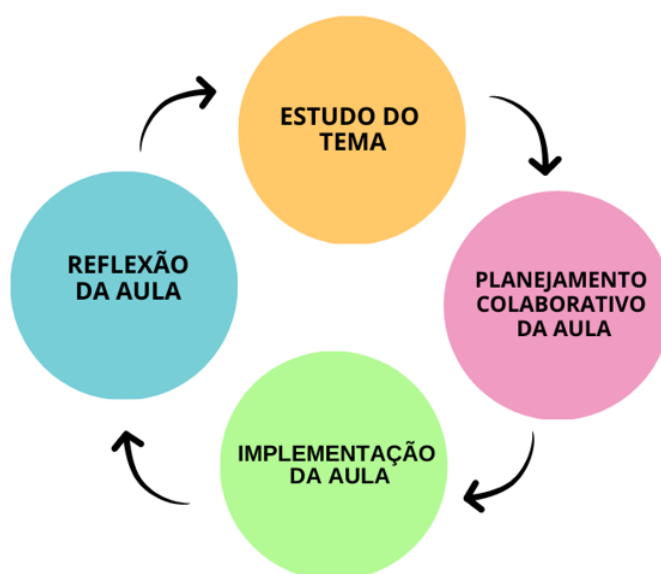 ESTUDO DO
TEMA
PLANEJAMENTO
COLABORATIVO
DA AULA
IMPLEMENTAÇÃO
DA AULA
REFLEXÃO
DA AULA